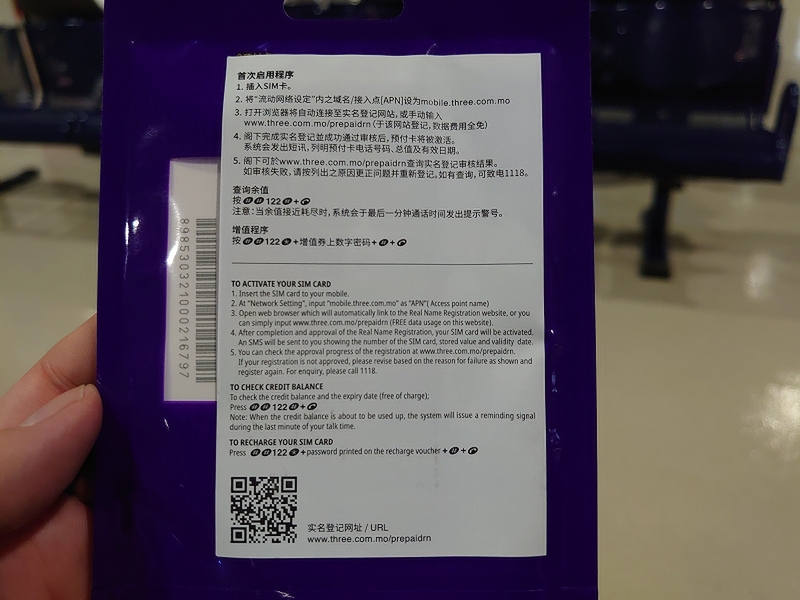 首次启用程序
1. 插入SIM卡。
2. 将“流动网络设定”内之域名/接入点[APN]设为mobile.three.com.mo
3. 打开浏览器将自动连接至实名登记网站，或手动输入
www.three.com.mo/prepaidrn (于该网站登记，数据费用全免)
4. 阁下完成实名登记並成功通过审核后，预付卡将被激活。
系统会发出短讯，列明预付卡电话号码、总值及有效日期。
5. 阁下可於www.three.com.mo/prepaidrn查询实名登记审核结果。
如审核失败，请按列出之原因更正问题并重新登记。如有查询，可致电1118。
查询余值
按 # # 122 # +
注意：当余值接近耗尽时，系统会于最后一分钟通话时间发出提示警号。
增值程序
按 # # 122 * +增值券上数字密码+ # +
TO ACTIVATE YOUR SIM CARD
1. Insert the SIM card to your mobile.
2. At "Network Setting", input "mobile.three.com.mo" as "APN"( Access point name)
3. Open web browser which will automatically link to the Real Name Registration website, or you
can simply input www.three.com.mo/prepaidrn (FREE data usage on this website).
4. After completion and approval of the Real Name Registration, your SIM card will be activated.
An SMS will be sent to you showing the number of the SIM card, stored value and validity date.
5. You can check the approval progress of the registration at www.three.com.mo/prepaidrn.
If your registration is not approved, please revise based on the reason for failure as shown and
register again. For enquiry, please call 1118.
TO CHECK CREDIT BALANCE
To check the credit balance and the expiry date (free of charge);
Press # # 122 # +
Note: When the credit balance is about to be used up, the system will issue a reminding signal
during the last minute of your talk time.
TO RECHARGE YOUR SIM CARD
Press # # 122 * +password printed on the recharge voucher + # +
实名登记网址 / URL
www.three.com.mo/prepaidrn
898530321000216797